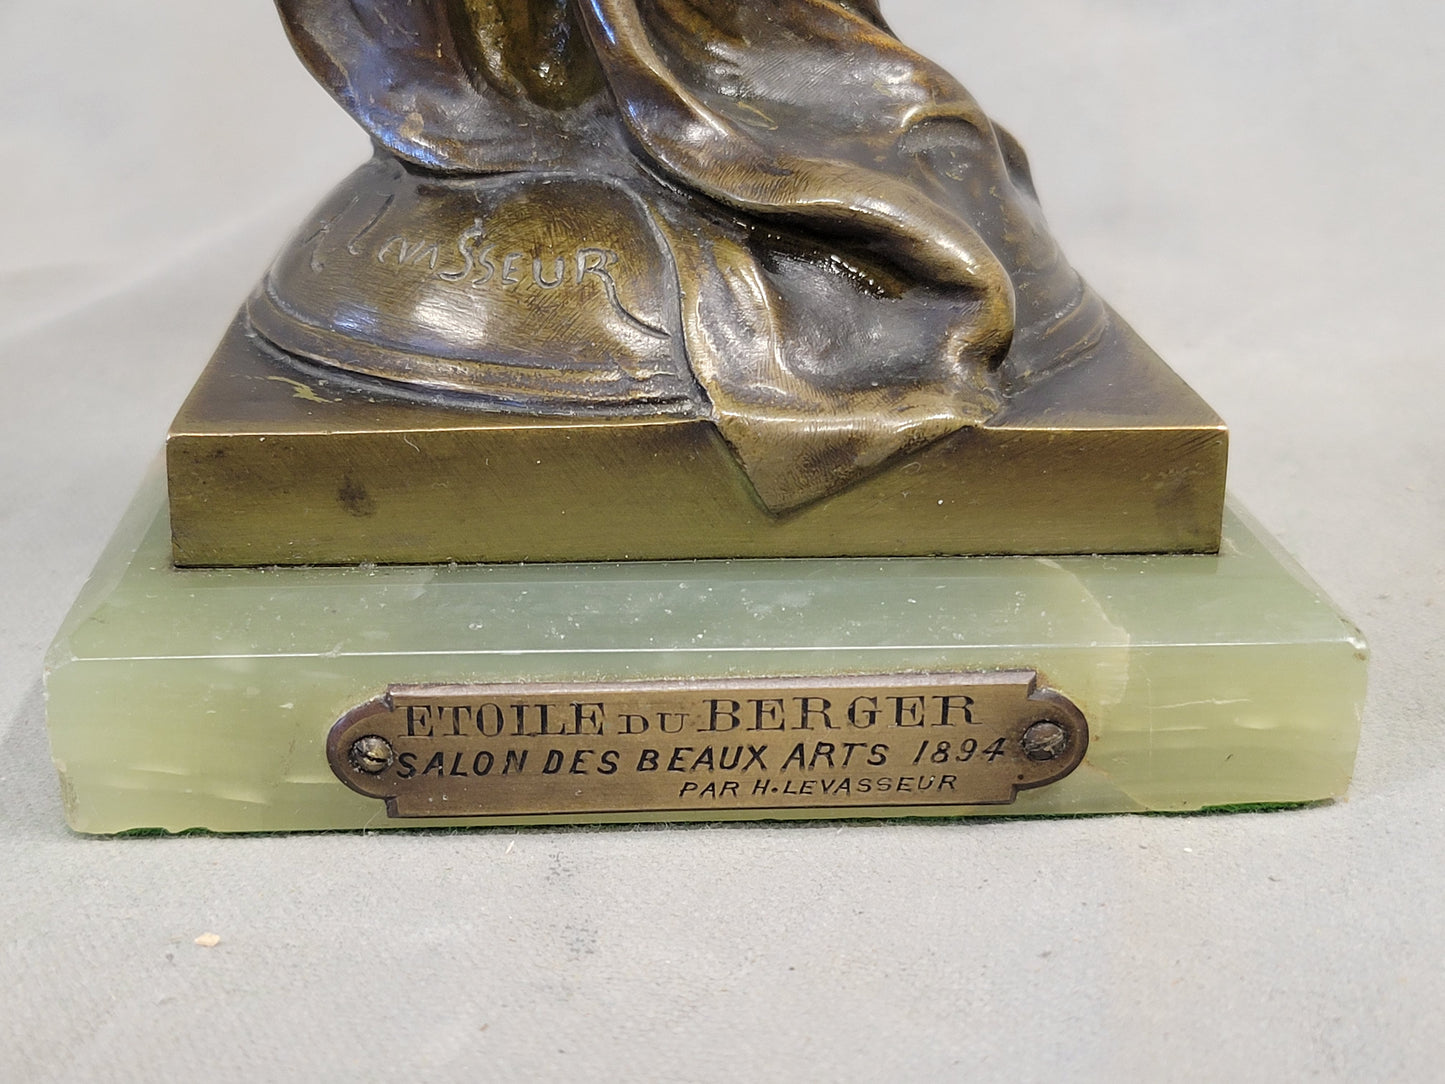 H Levasseur
ETOILE DU BERGER
SALON DES BEAUX ARTS 1894
PAR H. LEVASSEUR